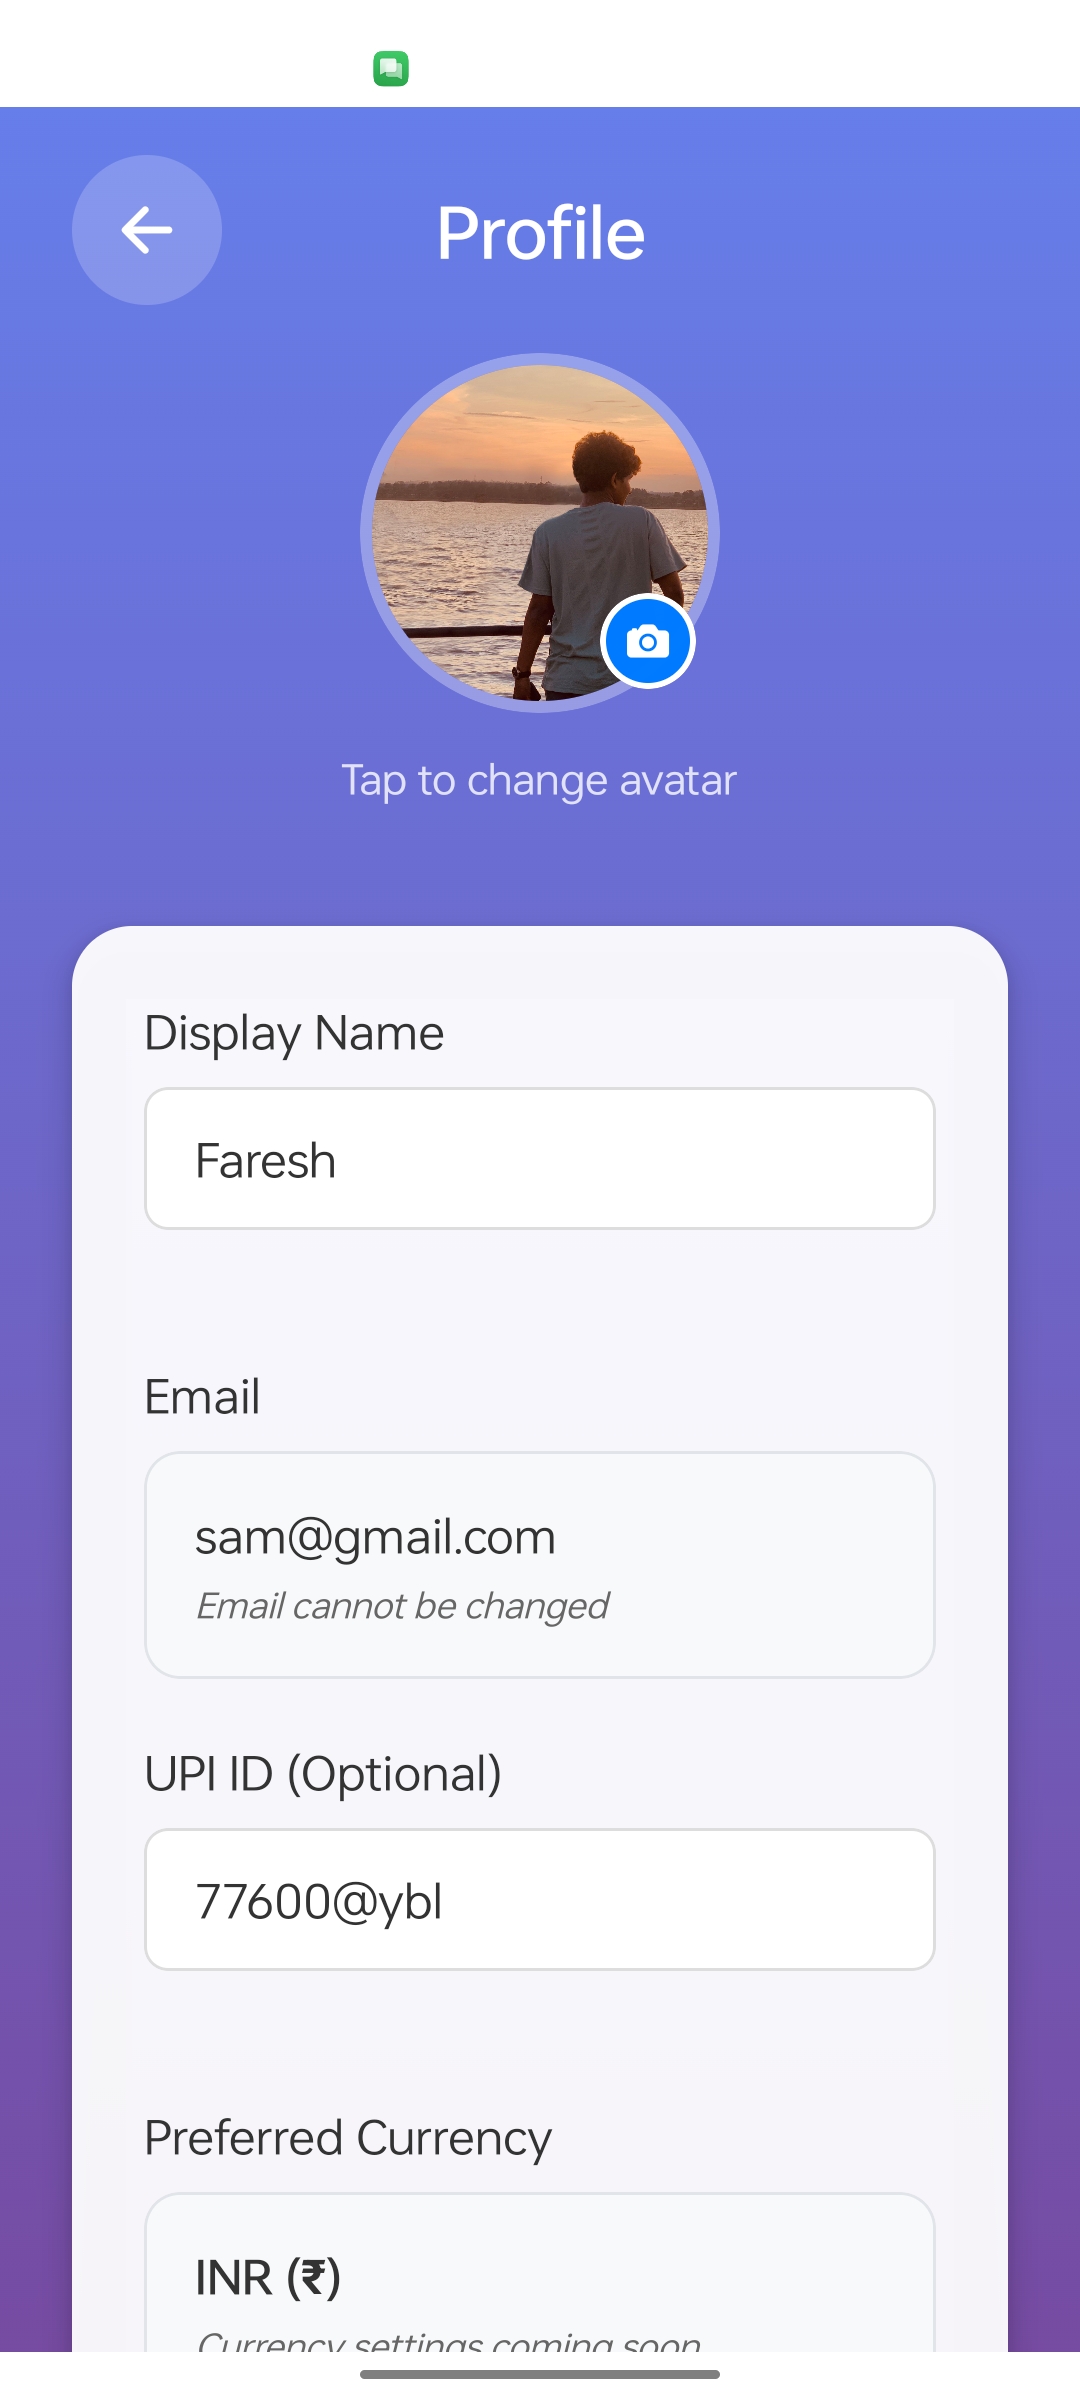 Profile
Tap to change avatar
Display Name
Faresh
Email
sam@gmail.com
Email cannot be changed
UPI ID (Optional)
77600@ybl
Preferred Currency
INR (₹)
Currency settings coming soon